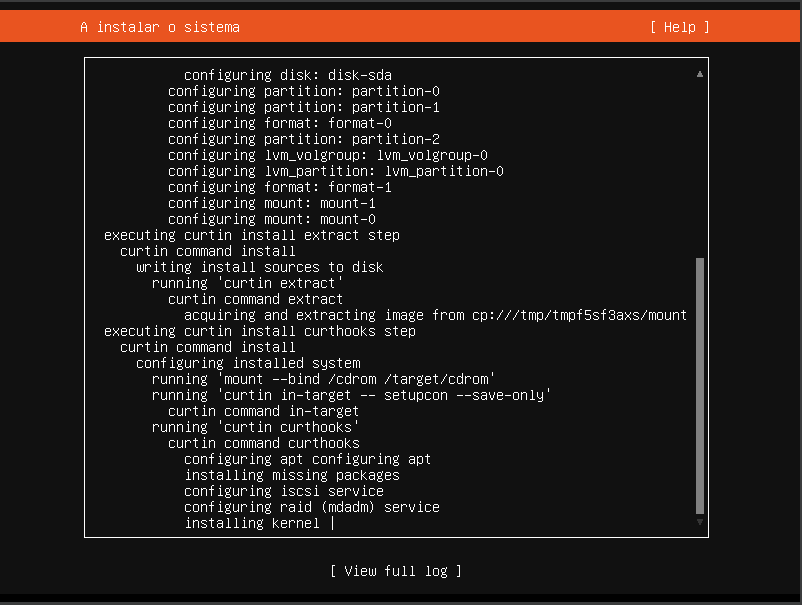 A instalar o sistema [ Help ]
configuring disk: disk-sda
configuring partition: partition-0
configuring partition: partition-1
configuring format: format-0
configuring partition: partition-2
configuring lvm_volgroup: lvm_volgroup-0
configuring lvm_partition: lvm_partition-0
configuring format: format-1
configuring mount: mount-1
configuring mount: mount-0
executing curtin install extract step
curtin command install
writing install sources to disk
running 'curtin extract'
curtin command extract
acquiring and extracting image from cp:///tmp/tmpf5sf3axs/mount
executing curtin install curthooks step
curtin command install
configuring installed system
running 'mount --bind /cdrom /target/cdrom'
running 'curtin in-target -- setupcon --save-only'
curtin command in-target
running 'curtin curthooks'
curtin command curthooks
configuring apt configuring apt
installing missing packages
configuring iscsi service
configuring raid (mdadm) service
installing kernel |
[ View full log ]